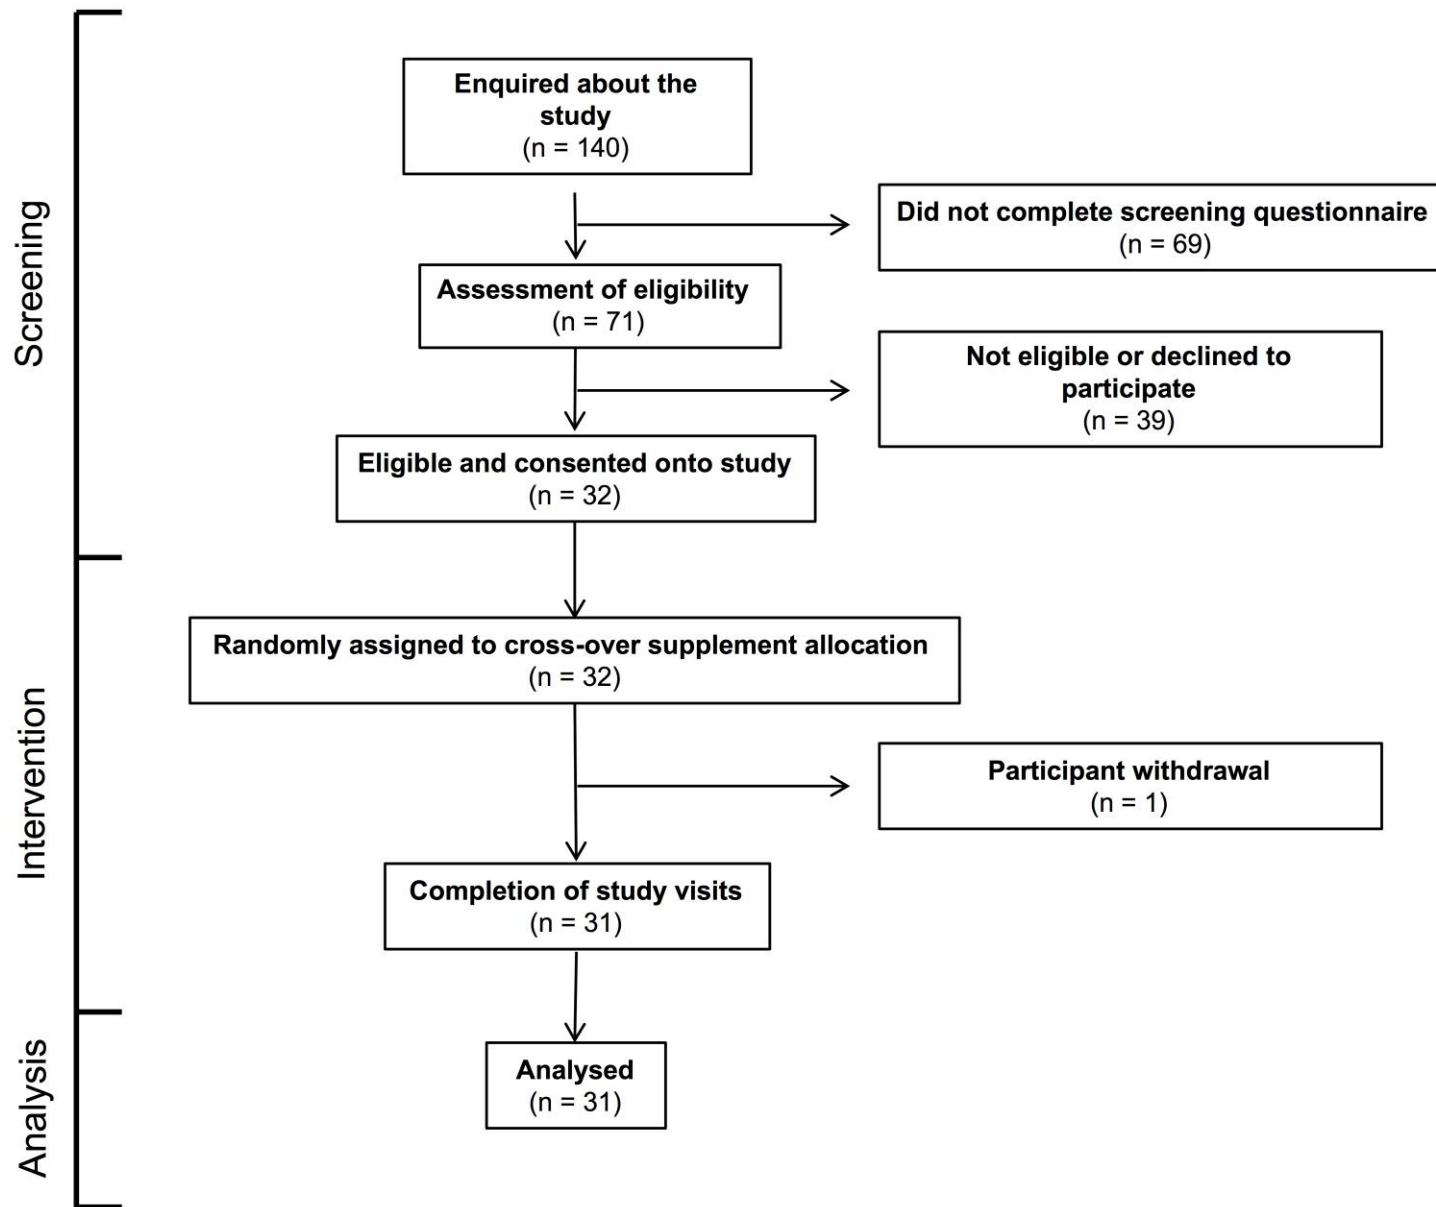 Screening
Enquired about the
study
(n = 140)
Did not complete screening questionnaire
(n = 69)
Assessment of eligibility
(n = 71)
Not eligible or declined to
participate
(n = 39)
Eligible and consented onto study
(n = 32)
Intervention
Randomly assigned to cross-over supplement allocation
(n = 32)
Participant withdrawal
(n = 1)
Completion of study visits
(n = 31)
Analysis
Analysed
(n = 31)